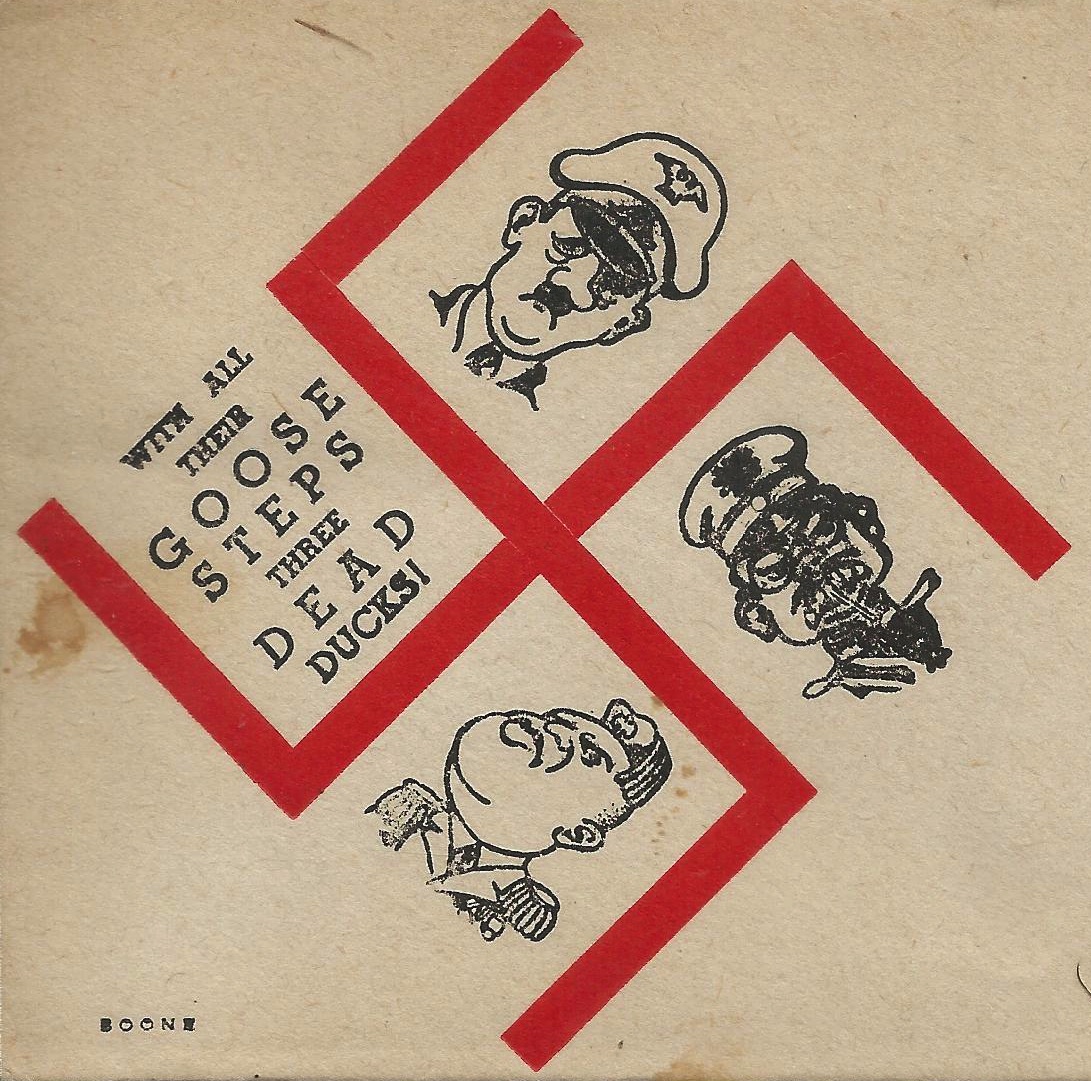 WITH ALL
THEIR
GOOSE
STEPS
THREE
DEAD
DUCKS!
BOONE